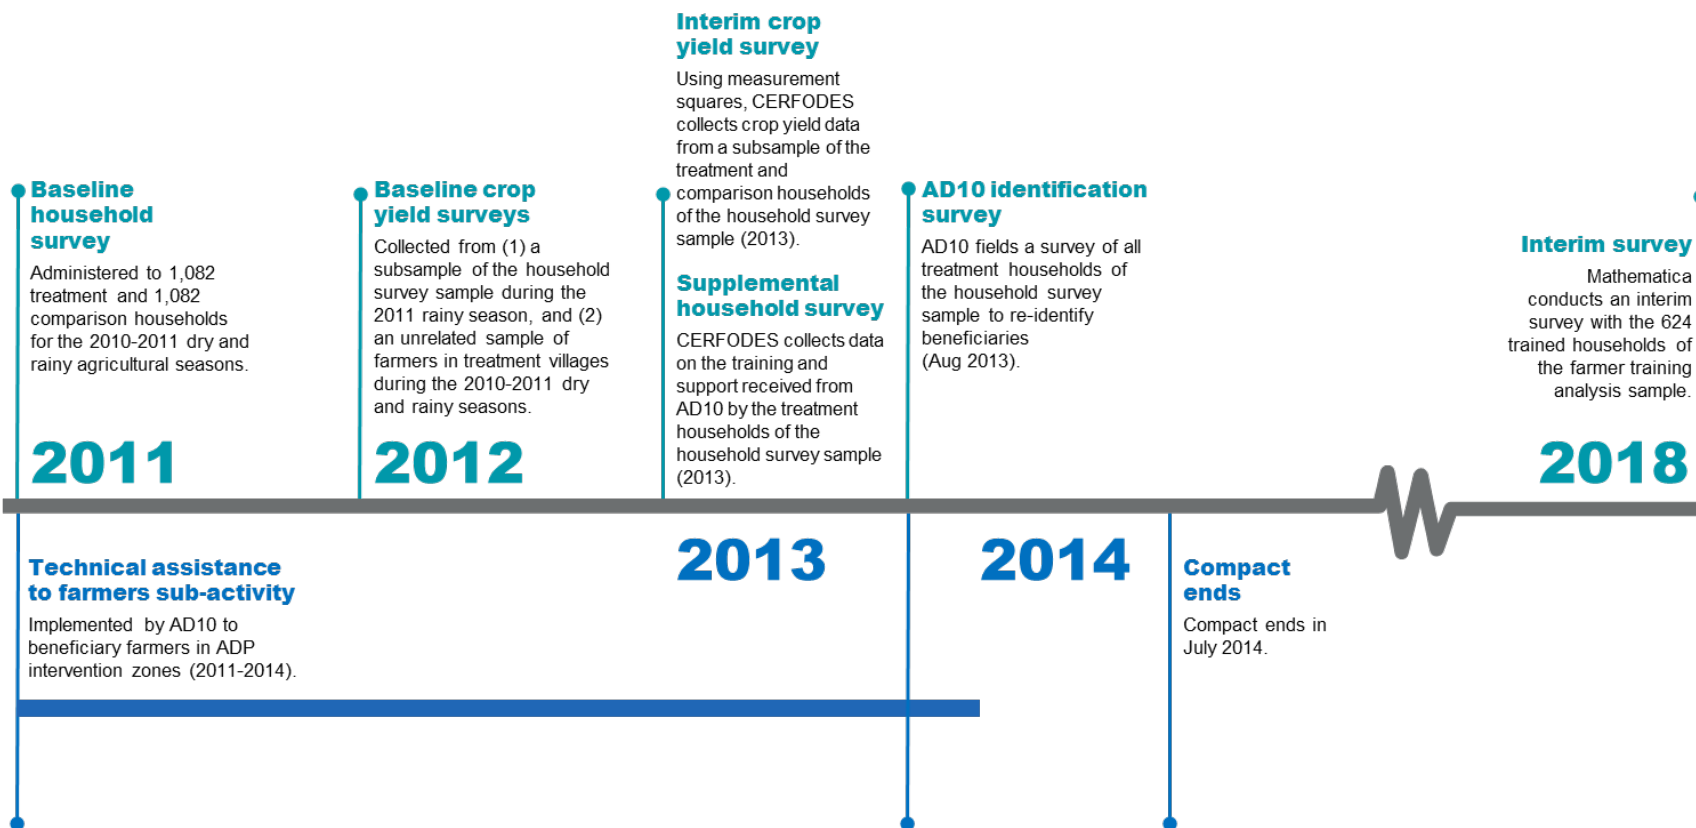 Interim crop
yield survey
Using measurement
squares, CERFODES
collects crop yield data
from a subsample of the
treatment and
comparison households
of the household survey
sample (2013).
Baseline
household
survey
Administered to 1,082
treatment and 1,082
comparison households
for the 2010-2011 dry and
rainy agricultural seasons.
2011
Baseline crop
yield surveys
Collected from (1) a
subsample of the household
survey sample during the
2011 rainy season, and (2)
an unrelated sample of
farmers in treatment villages
during the 2010-2011 dry
and rainy seasons.
2012
Supplemental
household survey
CERFODES collects data
on the training and
support received from
AD10 by the treatment
households of the
household survey sample
(2013).
AD10 identification
survey
AD10 fields a survey of all
treatment households of
the household survey
sample to re-identify
beneficiaries
(Aug 2013).
Interim survey
Mathematica
conducts an interim
survey with the 624
trained households of
the farmer training
analysis sample.
2018
Technical assistance
to farmers sub-activity
Implemented by AD10 to
beneficiary farmers in ADP
intervention zones (2011-2014).
2013
2014
Compact
ends
Compact ends in
July 2014.